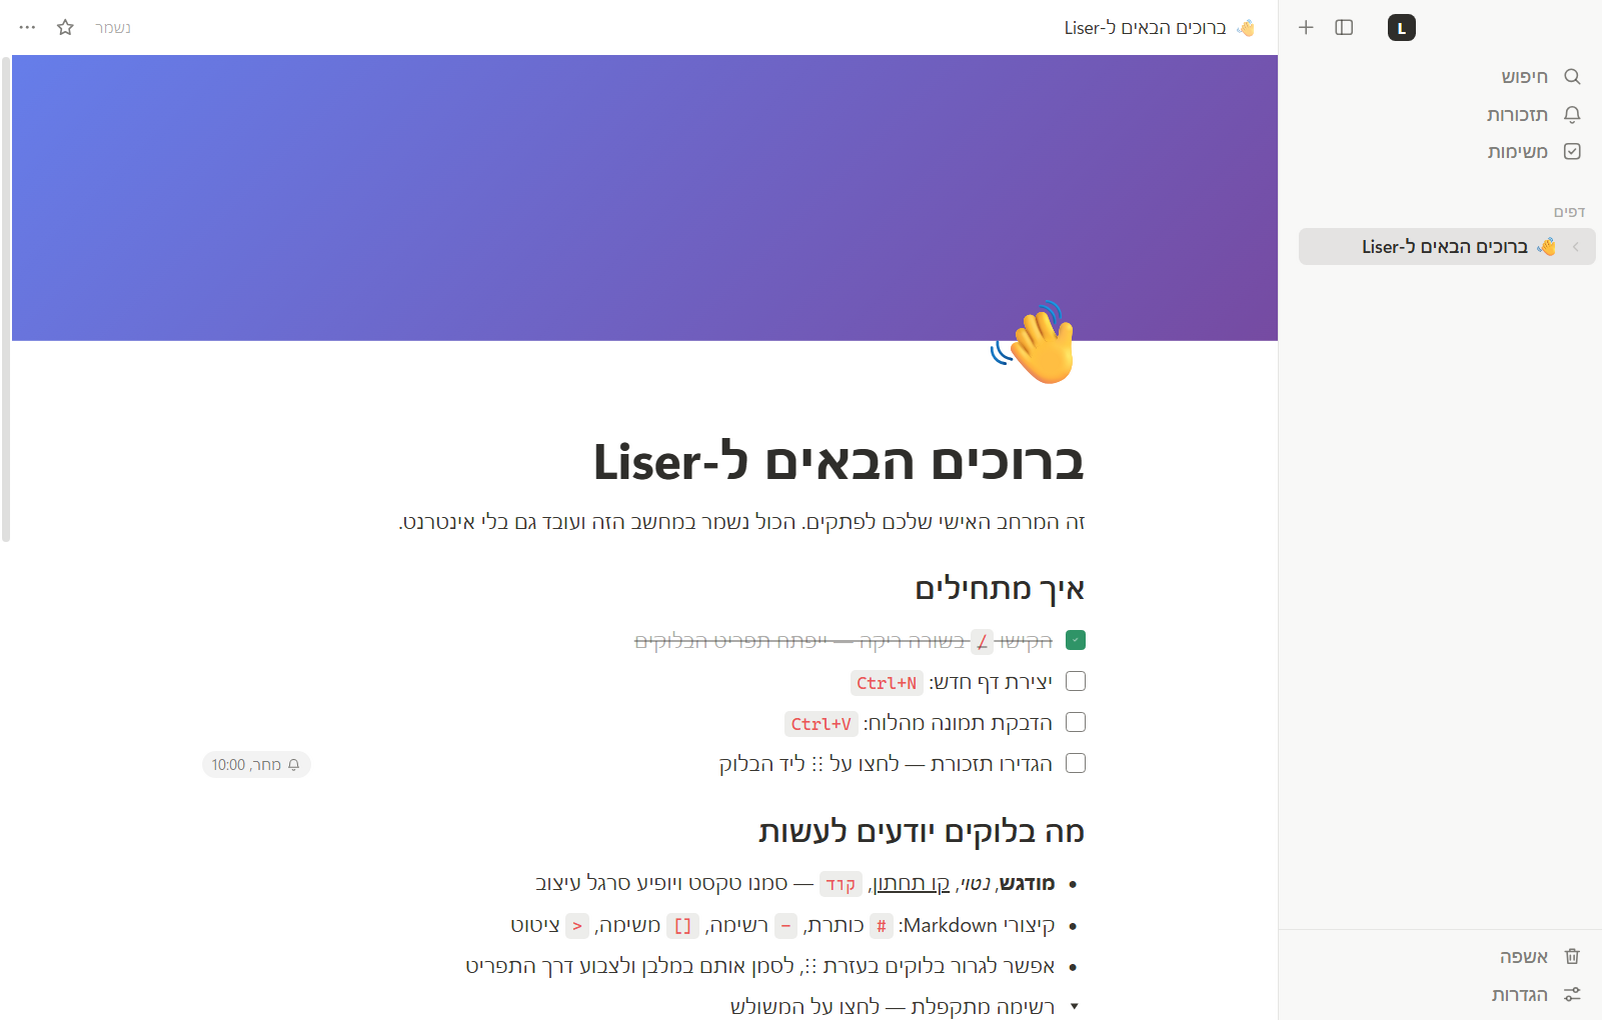 L
חיפוש
תזכורות
משימות
דפים
👋 ברוכים הבאים ל-Liser
אשפה
הגדרות
👋 ברוכים הבאים ל-Liser
נשמר
ברוכים הבאים ל-Liser
זה המרחב האישי שלכם לפתקים. הכול נשמר במחשב הזה ועובד גם בלי אינטרנט.
איך מתחילים
הקישו / בשורה ריקה — ייפתח תפריט הבלוקים
יצירת דף חדש: Ctrl+N
הדבקת תמונה מהלוח: Ctrl+V
הגדירו תזכורת — לחצו על ⠿ ליד הבלוק
מחר, 10:00
מה בלוקים יודעים לעשות
• מודגש, נטוי, קו תחתון, קוד — סמנו טקסט ויופיע סרגל עיצוב
• קיצורי Markdown: # כותרת, - רשימה, [] משימה, > ציטוט
• אפשר לגרור בלוקים בעזרת ⠿, לסמן אותם במלבן ולצבוע דרך התפריט
▾ רשימה מתקפלת — לחצו על המשולש